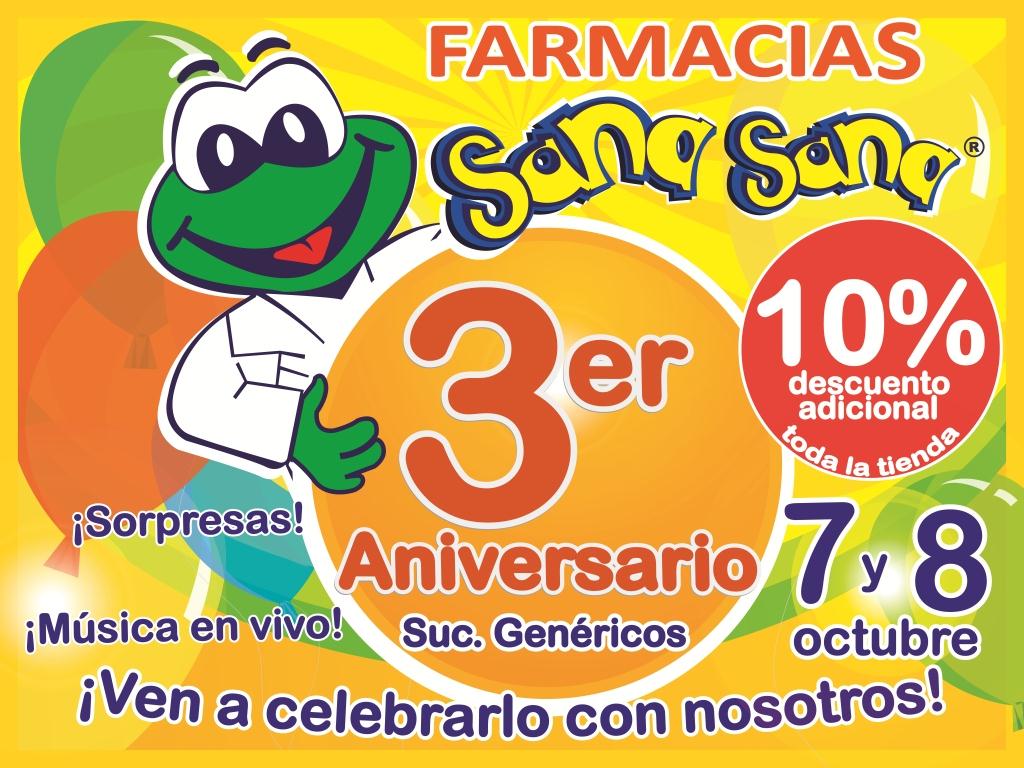 FARMACIAS
Sana Sana®
10%
descuento
adicional
toda la tienda
3er
Aniversario
Suc. Genéricos
7 y 8
octubre
¡Sorpresas!
¡Música en vivo!
¡Ven a celebrarlo con nosotros!